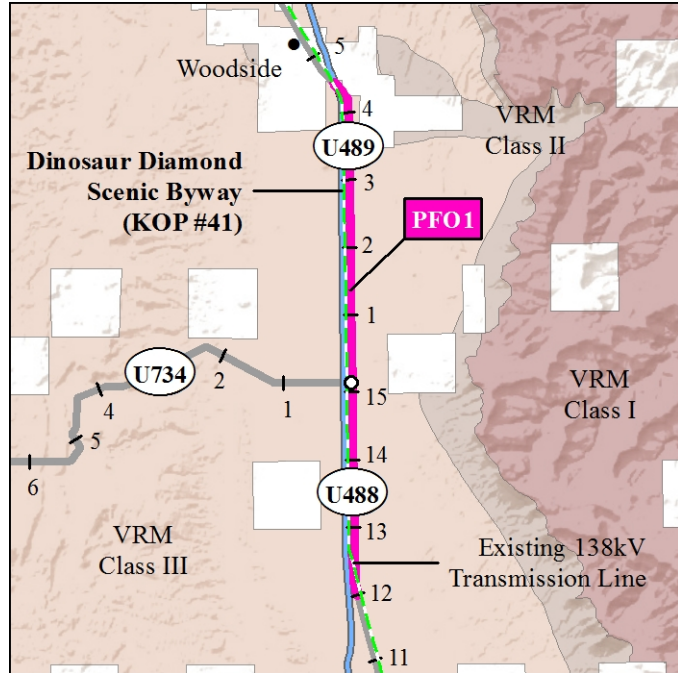 5
Woodside
4
VRM
Class II
U489
Dinosaur Diamond
Scenic Byway
(KOP #41)
3
PFO1
2
1
U734
2
1
15
4
VRM
Class I
5
14
6
U488
13
VRM
Class III
Existing 138kV
Transmission Line
12
11